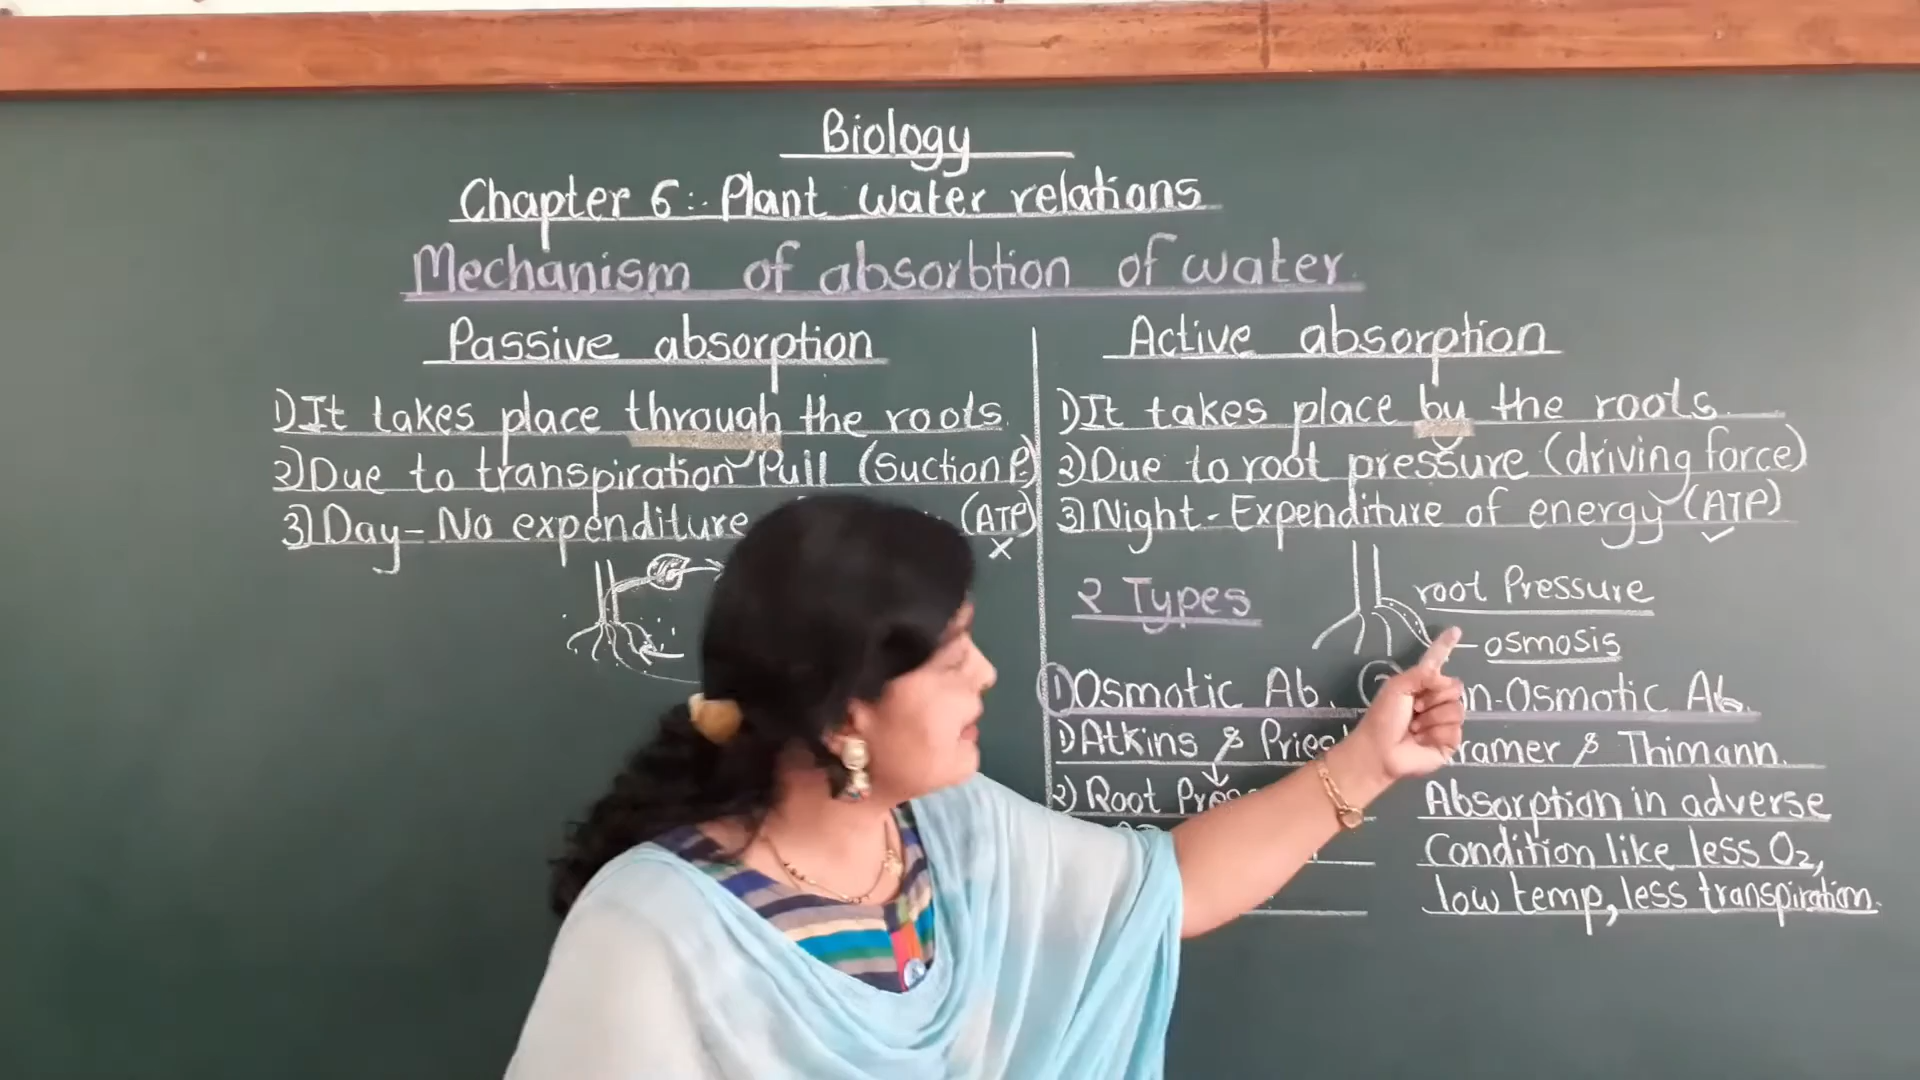 Biology
Chapter 6:- Plant water relations
Mechanism of absorbtion of water.
Passive absorption
1) It takes place through the roots.
2) Due to transpiration Pull (Suction P.)
3) Day - No expenditure (ATP)
x
Active absorption
1) It takes place by the roots.
2) Due to root pressure (driving force)
3) Night - Expenditure of energy (ATP)
✓
२ Types
root Pressure
- osmosis
1) Osmotic Ab.
1) Atkins &
२) Root
n-Osmotic Ab.
ramer & Thimann.
Absorption in adverse
Condition like less O2,
low temp, less transpiration.